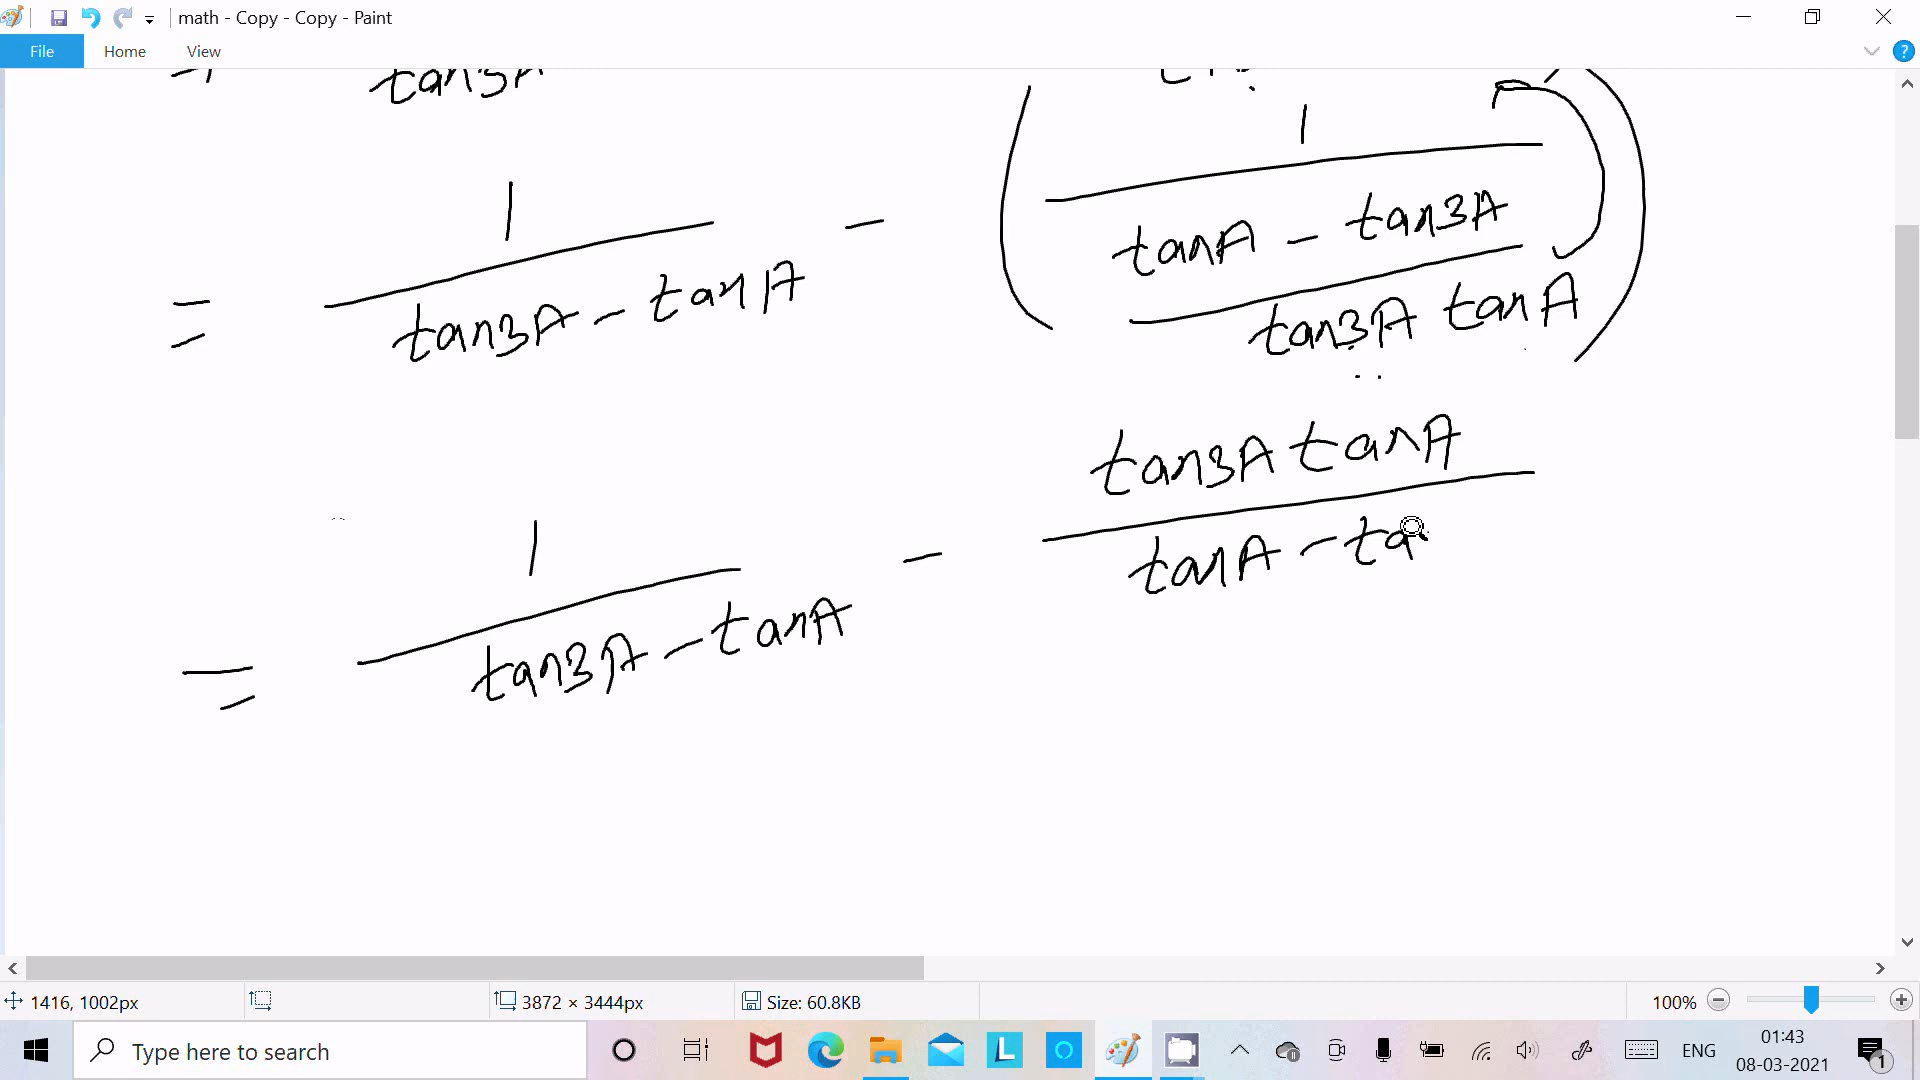 math - Copy - Copy - Paint
File Home View
tan3A
1
1
tanA - tan3A
= tan3A - tanA -
tan3A tanA
tan3A tanA
1
- tanA - ta
= tan3A - tanA
1416, 1002px
3872 × 3444px
Size: 60.8KB
100%
Type here to search
ENG
01:43
08-03-2021
1